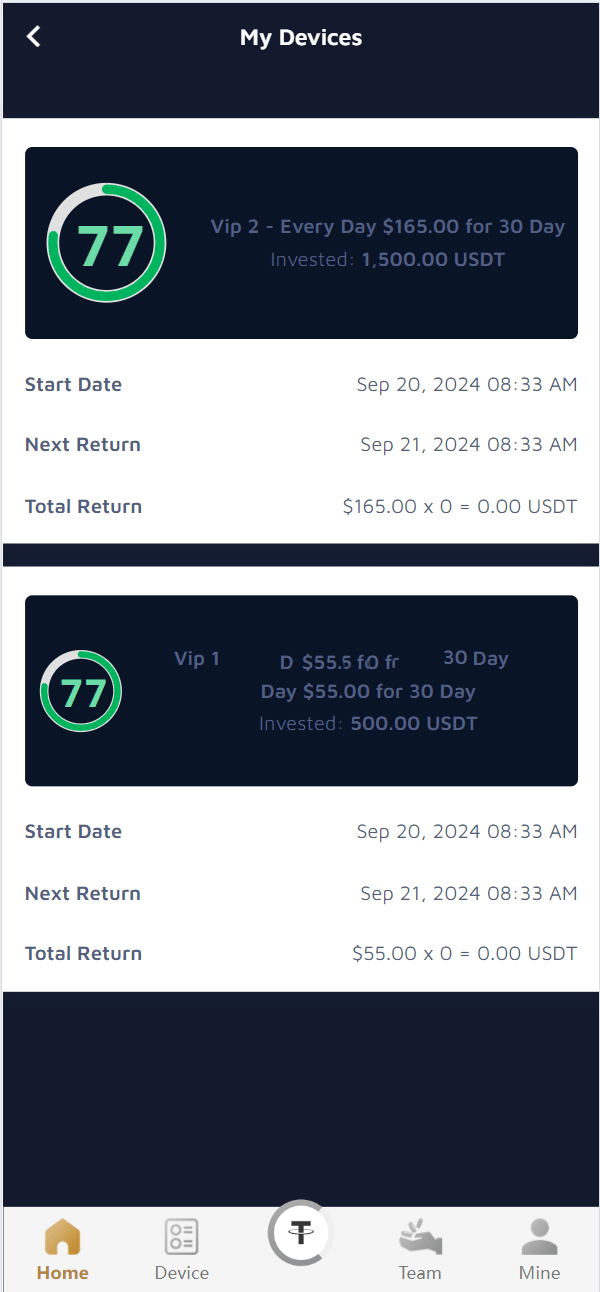 My Devices
77
Vip 2 - Every Day $165.00 for 30 Day
Invested: 1,500.00 USDT
Start Date Sep 20, 2024 08:33 AM
Next Return Sep 21, 2024 08:33 AM
Total Return $165.00 x 0 = 0.00 USDT
77
Vip 1 D $55.5 30 Day
Day $55.00 for 30 Day
Invested: 500.00 USDT
Start Date Sep 20, 2024 08:33 AM
Next Return Sep 21, 2024 08:33 AM
Total Return $55.00 x 0 = 0.00 USDT
Home Device Team Mine